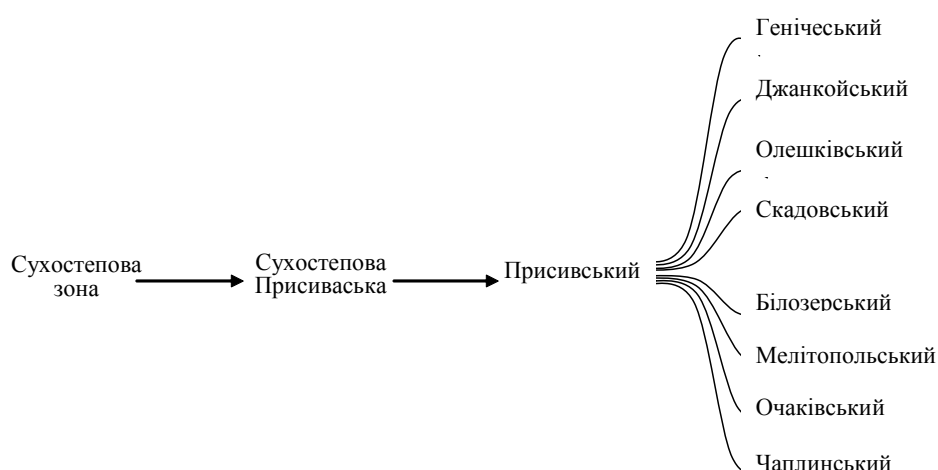 Генічеський
Джанкойський
Олешківський
Скадовський
Сухостепова
зона
Сухостепова
Присиваська
Присивський
Білозерський
Мелітопольський
Очаківський
Чаплинський